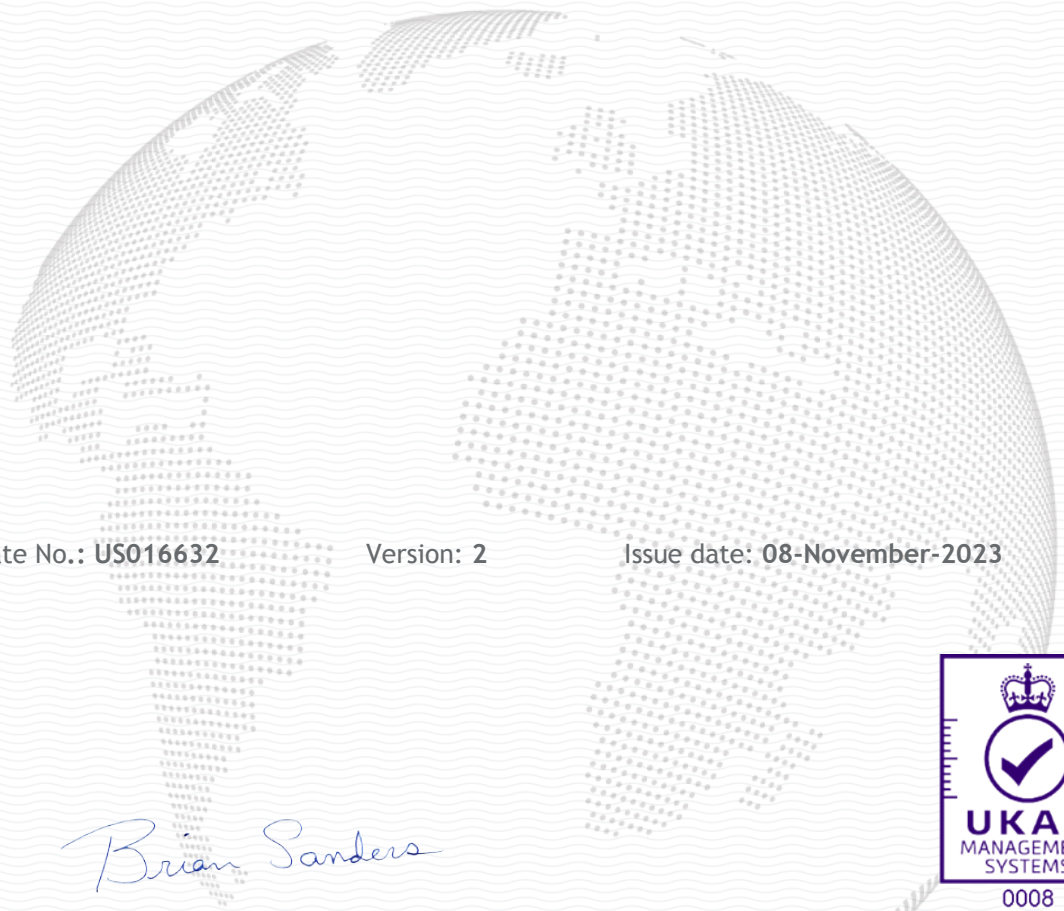 te No.: US016632 Version: 2 Issue date: 08-November-2023
Brian Sanders
UKA
MANAGEME
SYSTEMS
0008